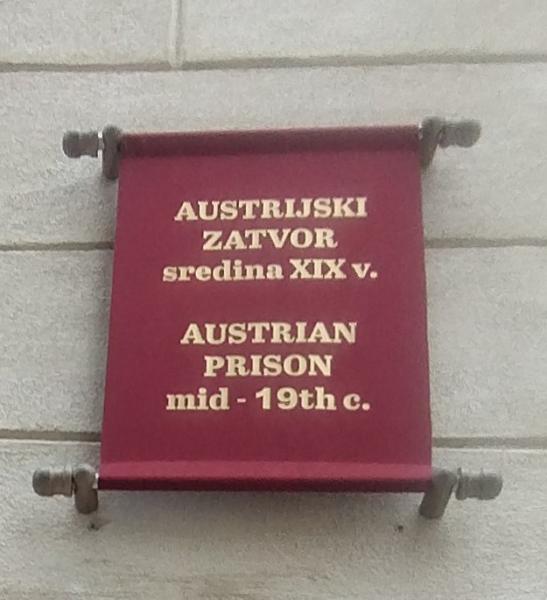 AUSTRIJSKI
ZATVOR
sredina XIX v.
AUSTRIAN
PRISON
mid - 19th c.